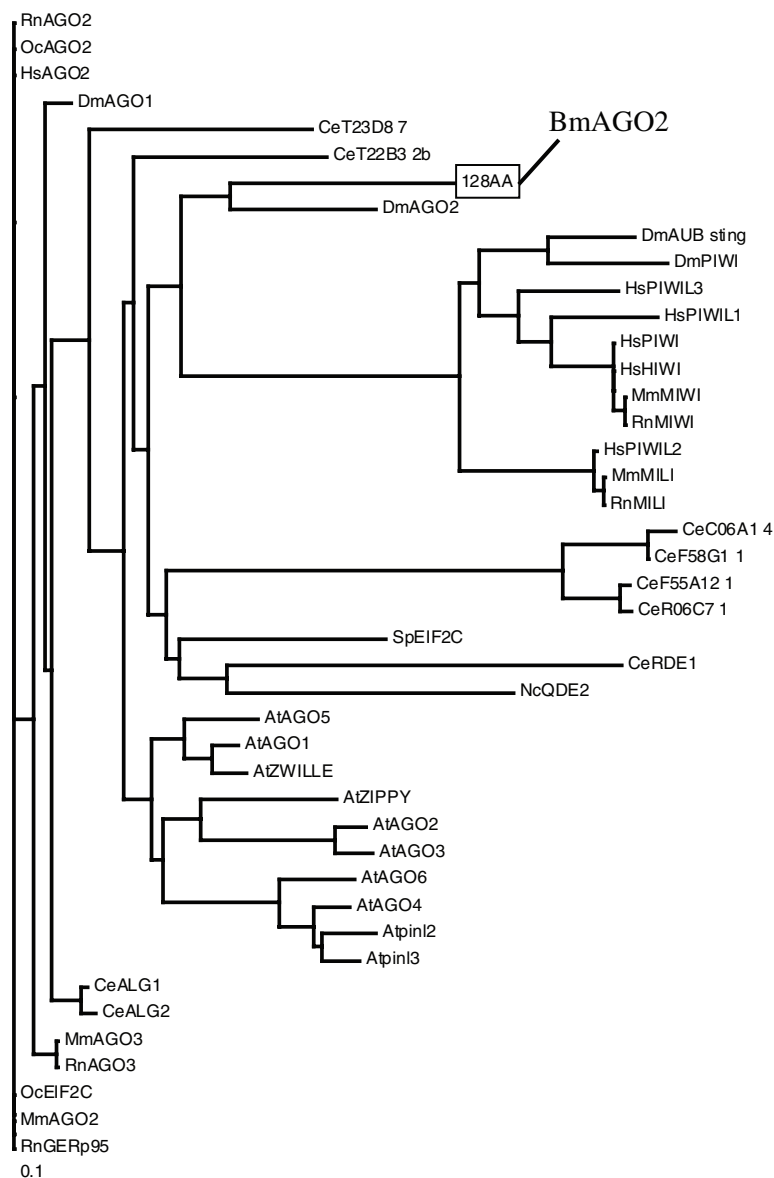 RnAGO2
OcAGO2
HsAGO2
DmAGO1
BmAGO2
CeT23D8 7
CeT22B3 2b
128AA
DmAGO2
DmAUB sting
DmPIWI
HsPIWIL3
HsPIWIL1
HsPIWI
HsHIWI
MmMIWI
RnMIWI
HsPIWIL2
MmMILI
RnMILI
CeC06A1 4
CeF58G1 1
CeF55A12 1
CeR06C7 1
SpEIF2C
CeRDE1
NcQDE2
AtAGO5
AtAGO1
AtZWILLE
AtZIPPY
AtAGO2
AtAGO3
AtAGO6
AtAGO4
Atpinl2
Atpinl3
CeALG1
CeALG2
MmAGO3
RnAGO3
OcEIF2C
MmAGO2
RnGERp95
0.1